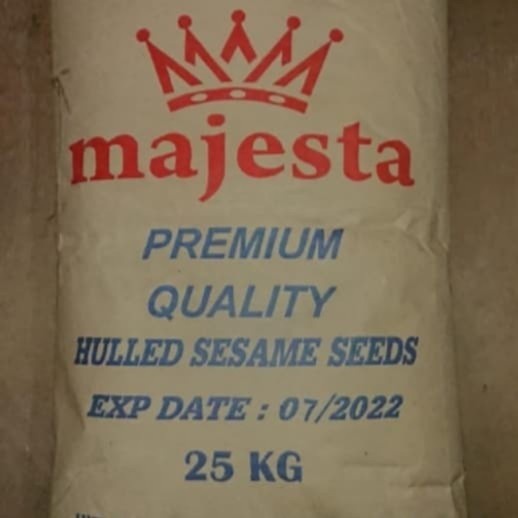 majesta
PREMIUM
QUALITY
HULLED SESAME SEEDS
EXP DATE : 07/2022
25 KG